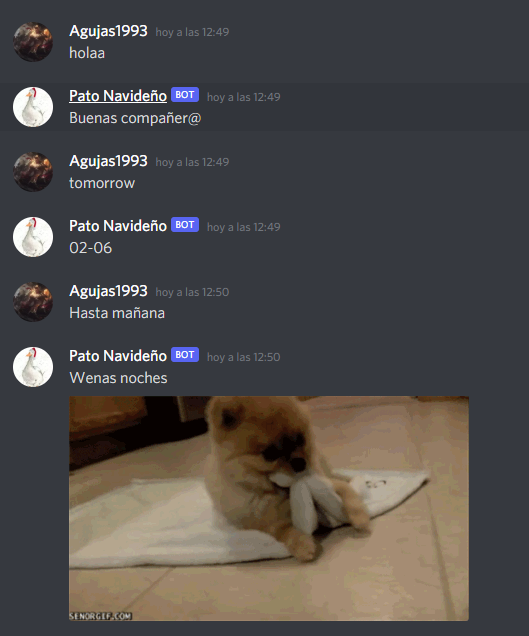 Agujas1993 hoy a las 12:49
holaa
Pato Navideño BOT hoy a las 12:49
Buenas compañer@
Agujas1993 hoy a las 12:49
tomorrow
Pato Navideño BOT hoy a las 12:49
02-06
Agujas1993 hoy a las 12:50
Hasta mañana
Pato Navideño BOT hoy a las 12:50
Wenas noches
SENORGIF.COM